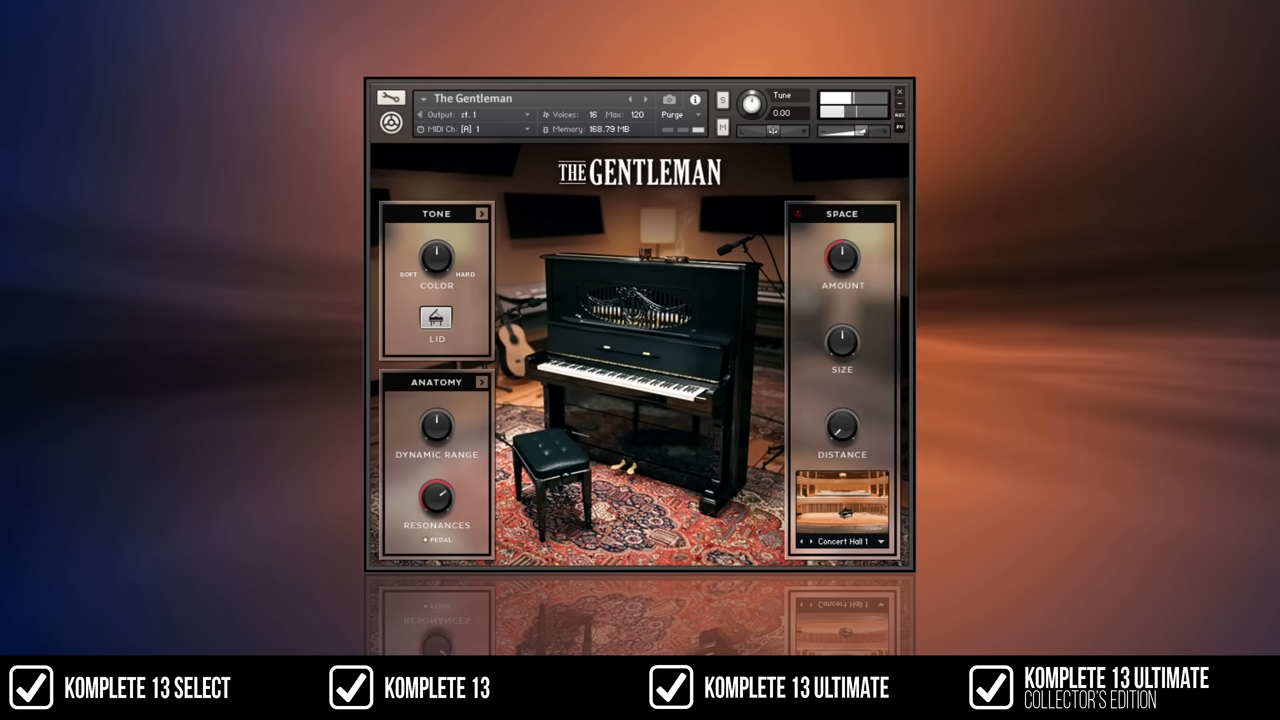 The Gentleman
Output: st. 1
Voices: 16 Max: 120
Purge
MIDI Ch: [A] 1
Memory: 168.79 MB
S
M
Tune
0.00
L
R
AUX
PV
THE GENTLEMAN
TONE
SOFT
HARD
COLOR
LID
ANATOMY
DYNAMIC RANGE
RESONANCES
PEDAL
SPACE
AMOUNT
SIZE
DISTANCE
Concert Hall 1
KOMPLETE 13 SELECT
KOMPLETE 13
KOMPLETE 13 ULTIMATE
KOMPLETE 13 ULTIMATE
COLLECTOR'S EDITION